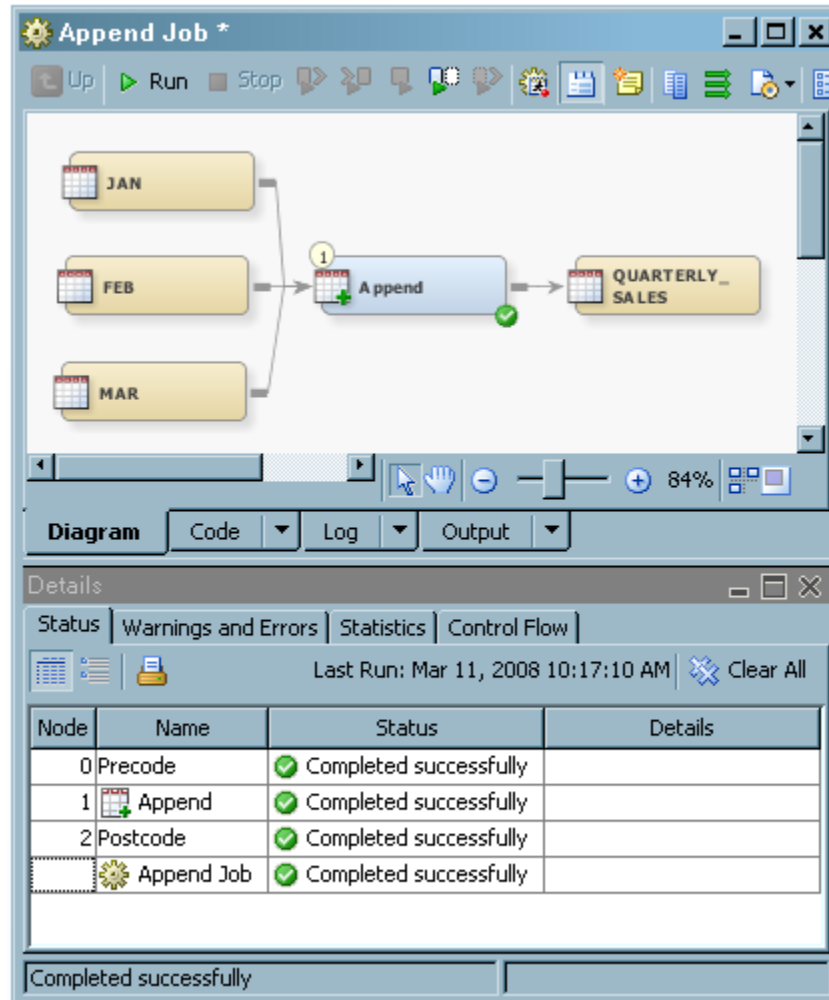 Append Job *
Up Run Stop
JAN
1
FEB
Append
QUARTERLY_
SALES
MAR
84%
Diagram Code Log Output
Details
Status Warnings and Errors Statistics Control Flow
Last Run: Mar 11, 2008 10:17:10 AM Clear All
Node Name Status Details
0 Precode Completed successfully
1 Append Completed successfully
2 Postcode Completed successfully
Append Job Completed successfully
Completed successfully